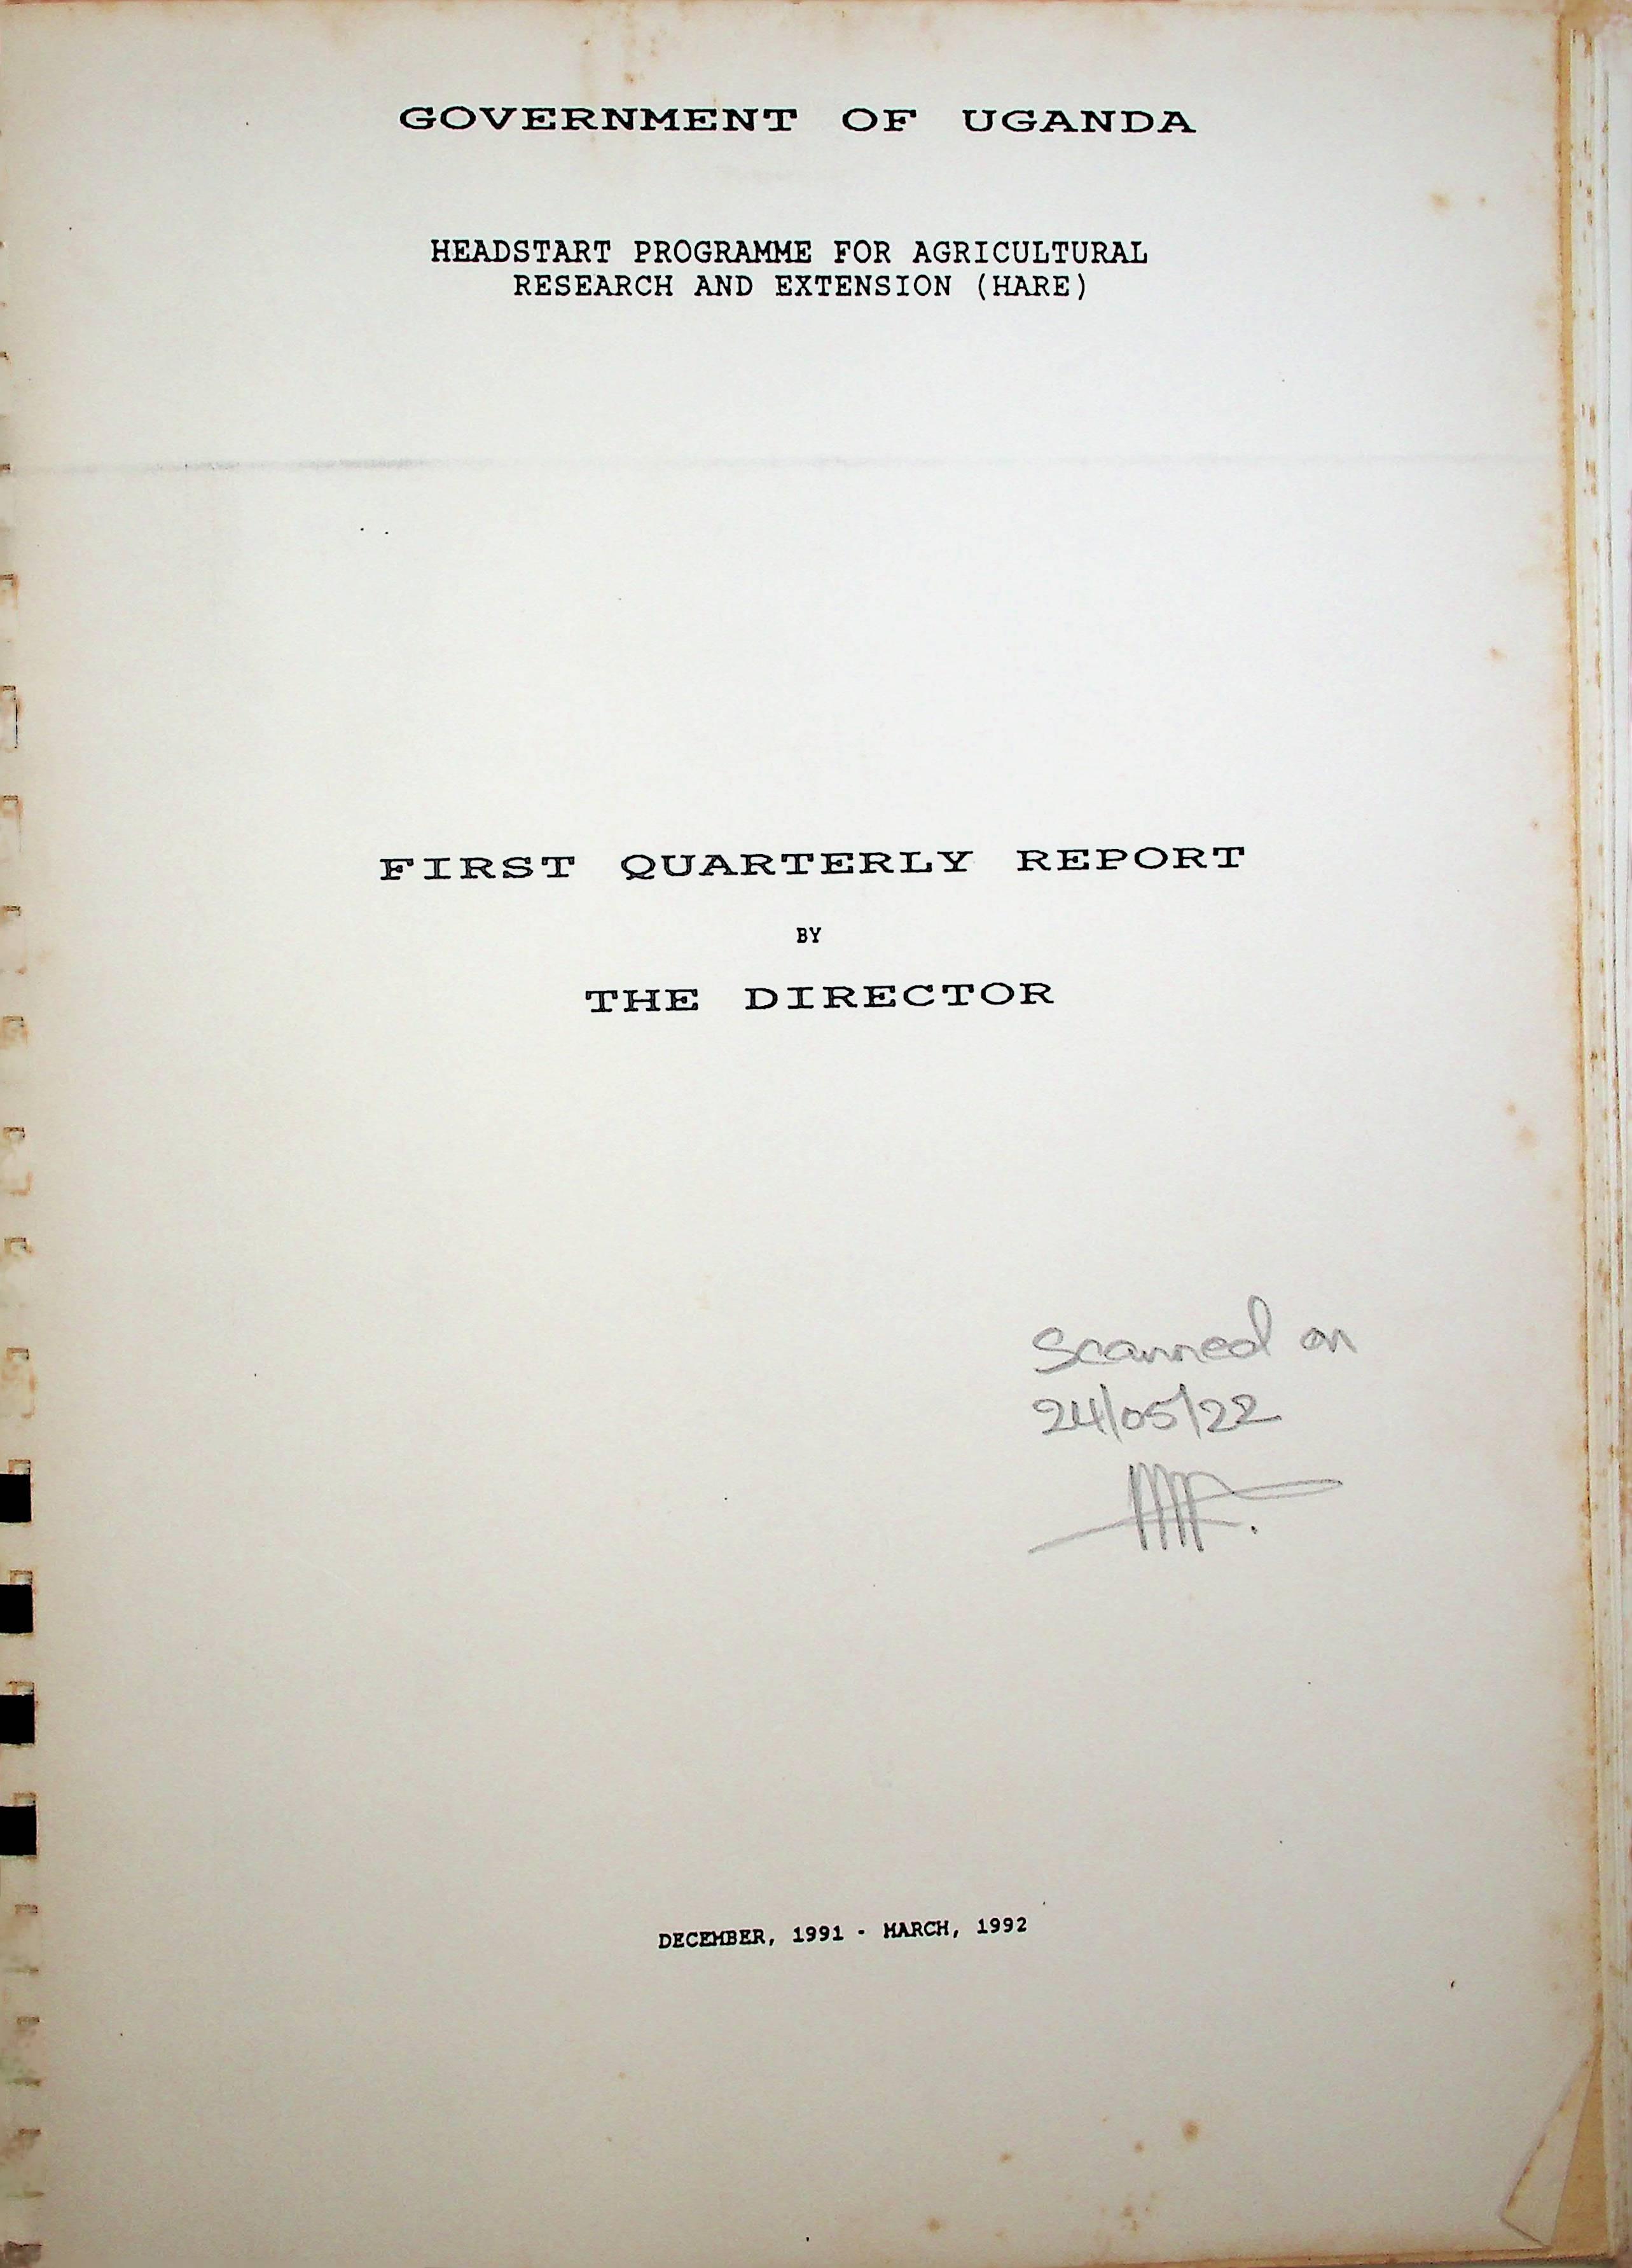 GOVERNMENT OF UGANDA
HEADSTART PROGRAMME FOR AGRICULTURAL
RESEARCH AND EXTENSION (HARE)
FIRST QUARTERLY REPORT
BY
THE DIRECTOR
Scanned on
24/05/22
DECEMBER, 1991 - MARCH, 1992